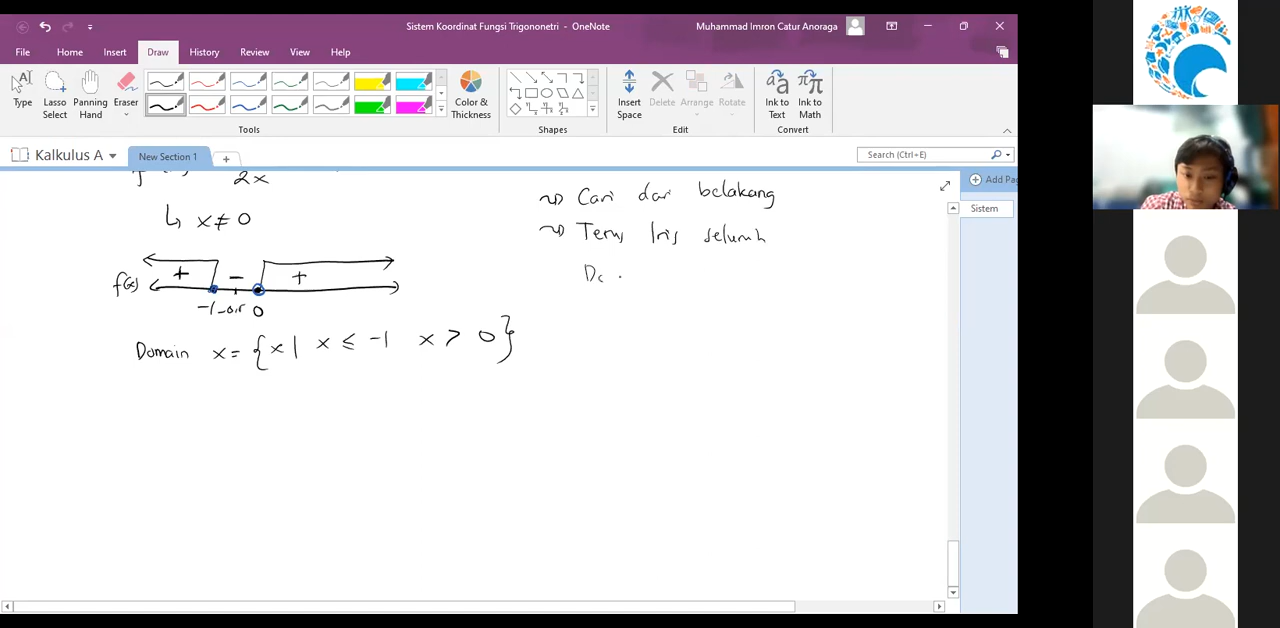 Sistem Koordinat Fungsi Trigononetri - OneNote
Muhammad Imron Catur Anoraga
File Home Insert Draw History Review View Help
Type Lasso Select Panning Hand Eraser Color & Thickness Insert Space Delete Arrange Rotate Ink to Text Ink to Math
Tools Shapes Edit Convert
Kalkulus A New Section 1 + Search (Ctrl+E)
Add Pag
Sistem
2x
x ≠ 0
f(x) + - +
-1 0
Domain x = {x | x ≤ -1 x > 0}
Cari dari belakang
Terus Iris seluruh